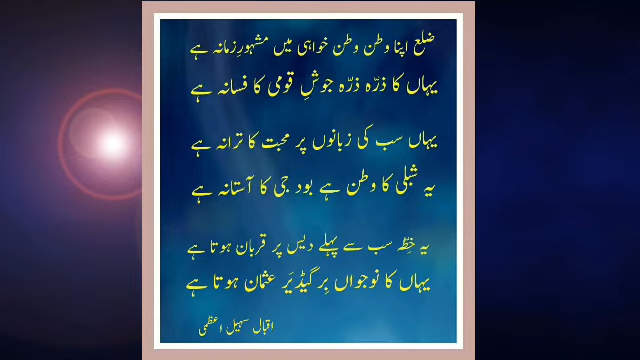 ضلع اپنا وطن وطن خواہی میں مشہورِ زمانہ ہے
یہاں کا ذرّہ ذرّہ جوشِ قومی کا فسانہ ہے
یہاں سب کی زبانوں پر محبت کا ترانہ ہے
یہ شبلی کا وطن ہے بود جی کا آستانہ ہے
یہ خِطّہ سب سے پہلے دیس پر قربان ہوتا ہے
یہاں کا نوجواں بِرگیڈیَر عثمان ہوتا ہے
اقبال سہیل اعظمی